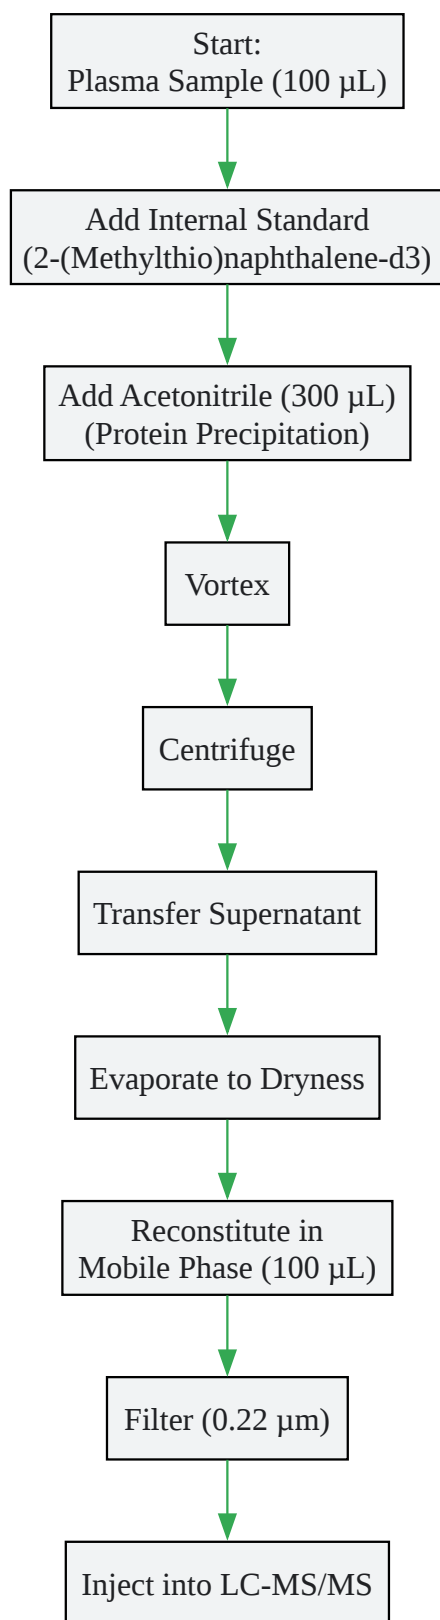 Start:
Plasma Sample (100 µL)
Add Internal Standard
(2-(Methylthio)naphthalene-d3)
Add Acetonitrile (300 µL)
(Protein Precipitation)
Vortex
Centrifuge
Transfer Supernatant
Evaporate to Dryness
Reconstitute in
Mobile Phase (100 µL)
Filter (0.22 µm)
Inject into LC-MS/MS